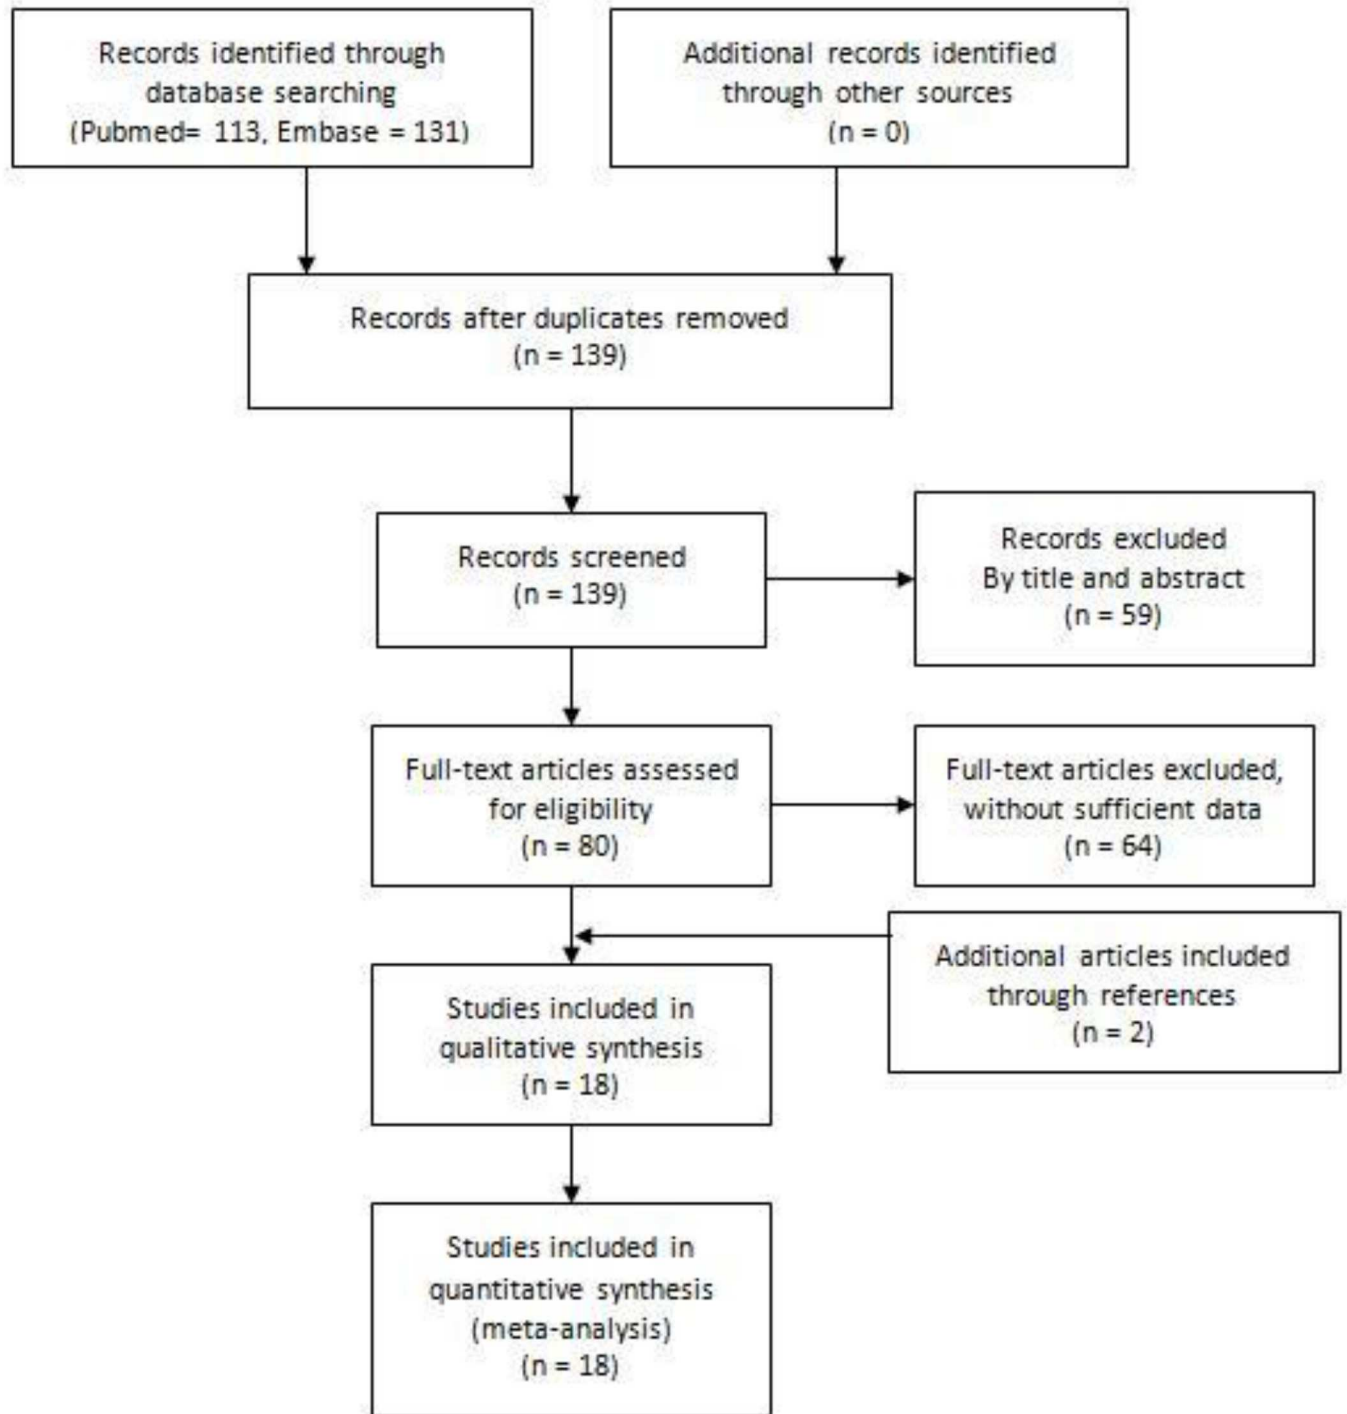 Records identified through
database searching
(Pubmed= 113, Embase = 131)
Additional records identified
through other sources
(n = 0)
Records after duplicates removed
(n = 139)
Records screened
(n = 139)
Records excluded
By title and abstract
(n = 59)
Full-text articles assessed
for eligibility
(n = 80)
Full-text articles excluded,
without sufficient data
(n = 64)
Additional articles included
through references
(n = 2)
Studies included in
qualitative synthesis
(n = 18)
Studies included in
quantitative synthesis
(meta-analysis)
(n = 18)